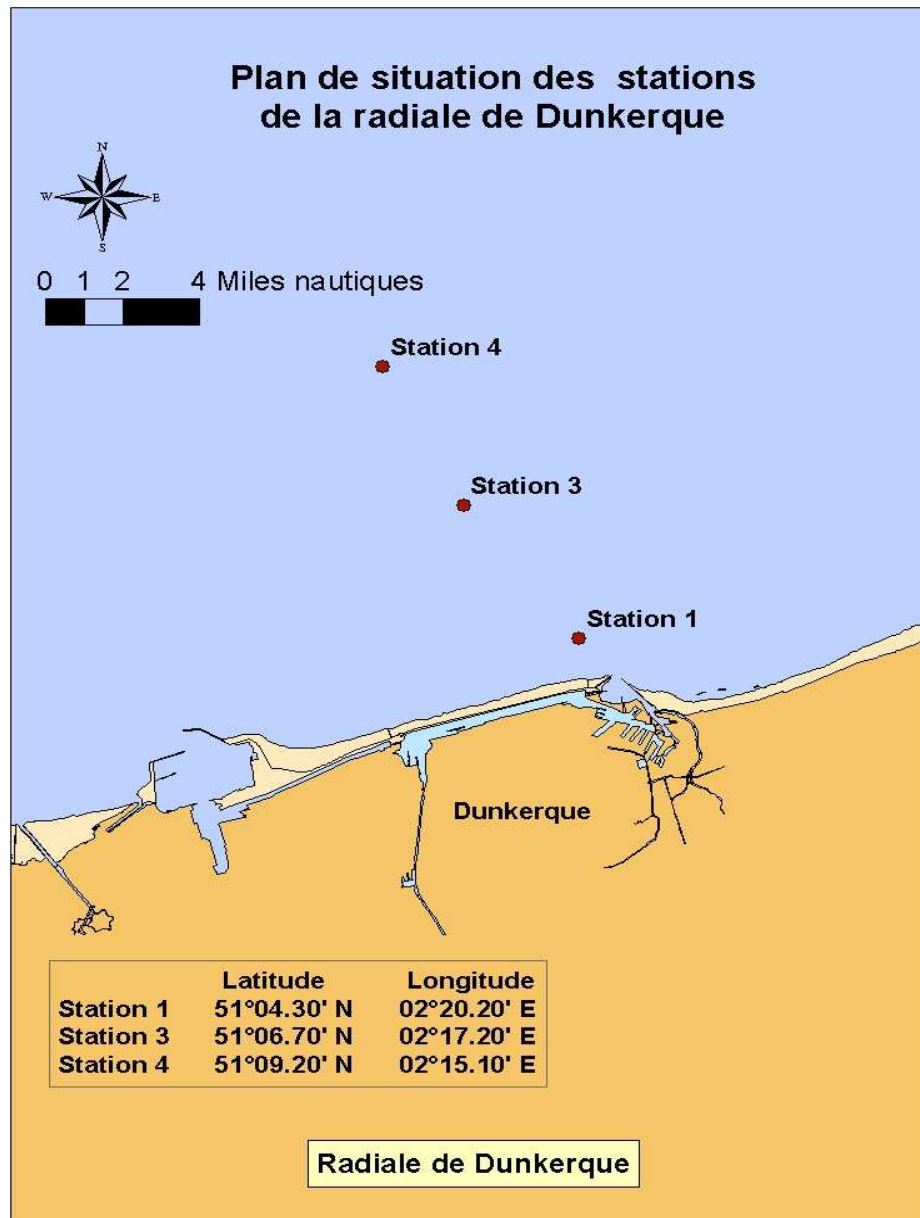 Plan de situation des stations
de la radiale de Dunkerque
N
W E
S
0 1 2 4 Miles nautiques
Station 4
Station 3
Station 1
Dunkerque
Latitude Longitude
Station 1 51°04.30' N 02°20.20' E
Station 3 51°06.70' N 02°17.20' E
Station 4 51°09.20' N 02°15.10' E
Radiale de Dunkerque